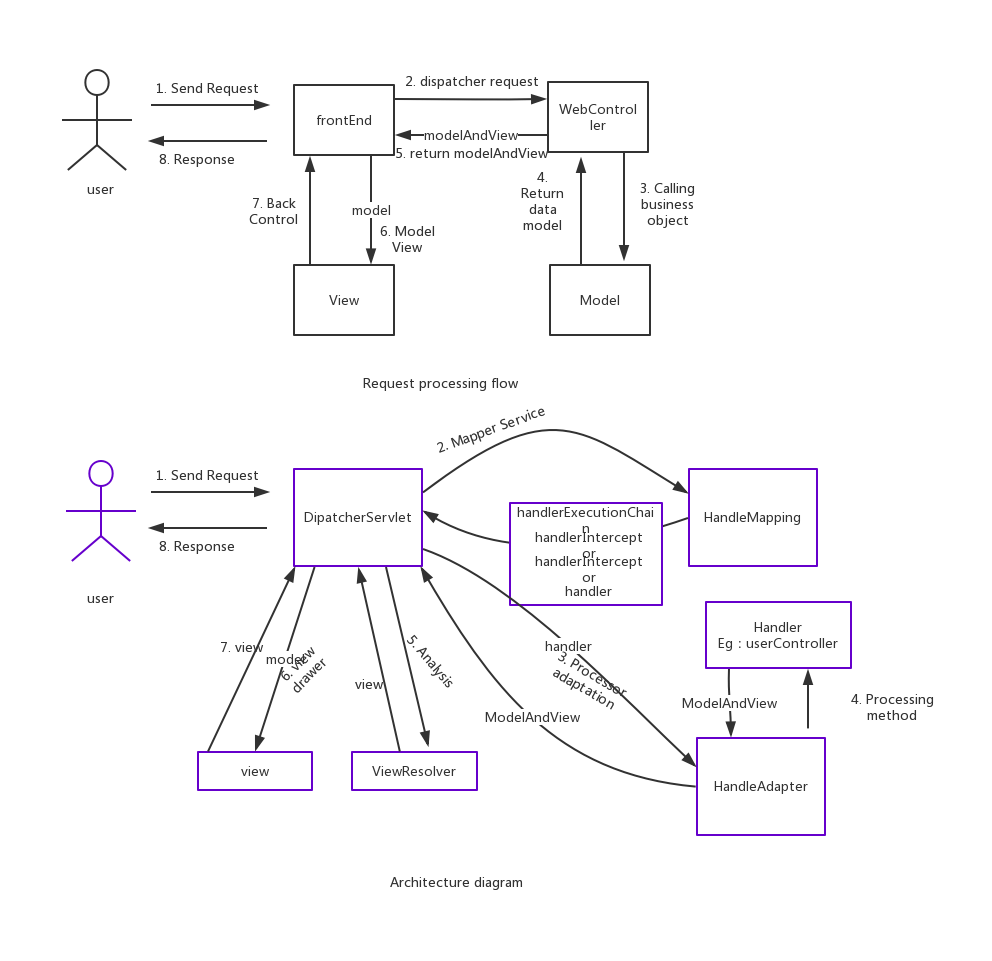 1. Send Request
8. Response
user
frontEnd
2. dispatcher request
modelAndView
5. return modelAndView
WebControl
ler
7. Back
Control
model
6. Model
View
4.
Return
data
model
3. Calling
business
object
View
Model
Request processing flow
1. Send Request
8. Response
user
DipatcherServlet
2. Mapper Service
handlerExecutionChai
n
handlerIntercept
or
handlerIntercept
or
handler
HandleMapping
Handler
Eg : userController
7. view
model
6. view
drawer
view
5. Analysis
handler
3. Processor
adaptation
ModelAndView
ModelAndView
4. Processing
method
view
ViewResolver
HandleAdapter
Architecture diagram